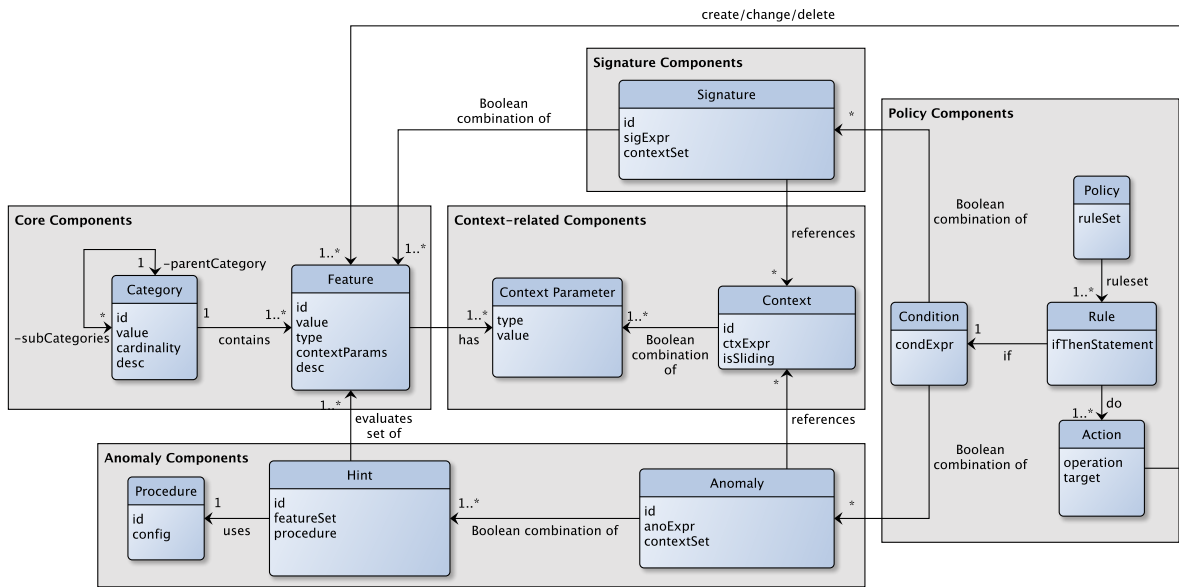 create/change/delete
Signature Components
Signature
id
sigExpr
contextSet
Boolean
combination of
1..*
1..*
references
*
*
Policy Components
Policy
ruleSet
ruleset
1..*
Boolean
combination of
Condition
condExpr
1
if
Rule
ifThenStatement
do
1..*
Action
operation
target
Boolean
combination of
*
Core Components
1
-parentCategory
Category
id
value
cardinality
desc
*
-subCategories
1
contains
1..*
Feature
id
value
type
contextParams
desc
1..*
evaluates
set of
Context-related Components
1..*
has
Context Parameter
type
value
1..*
Boolean
combination
of
Context
id
ctxExpr
isSliding
*
references
Anomaly Components
Procedure
id
config
1
uses
Hint
id
featureSet
procedure
1..*
Boolean combination of
Anomaly
id
anoExpr
contextSet